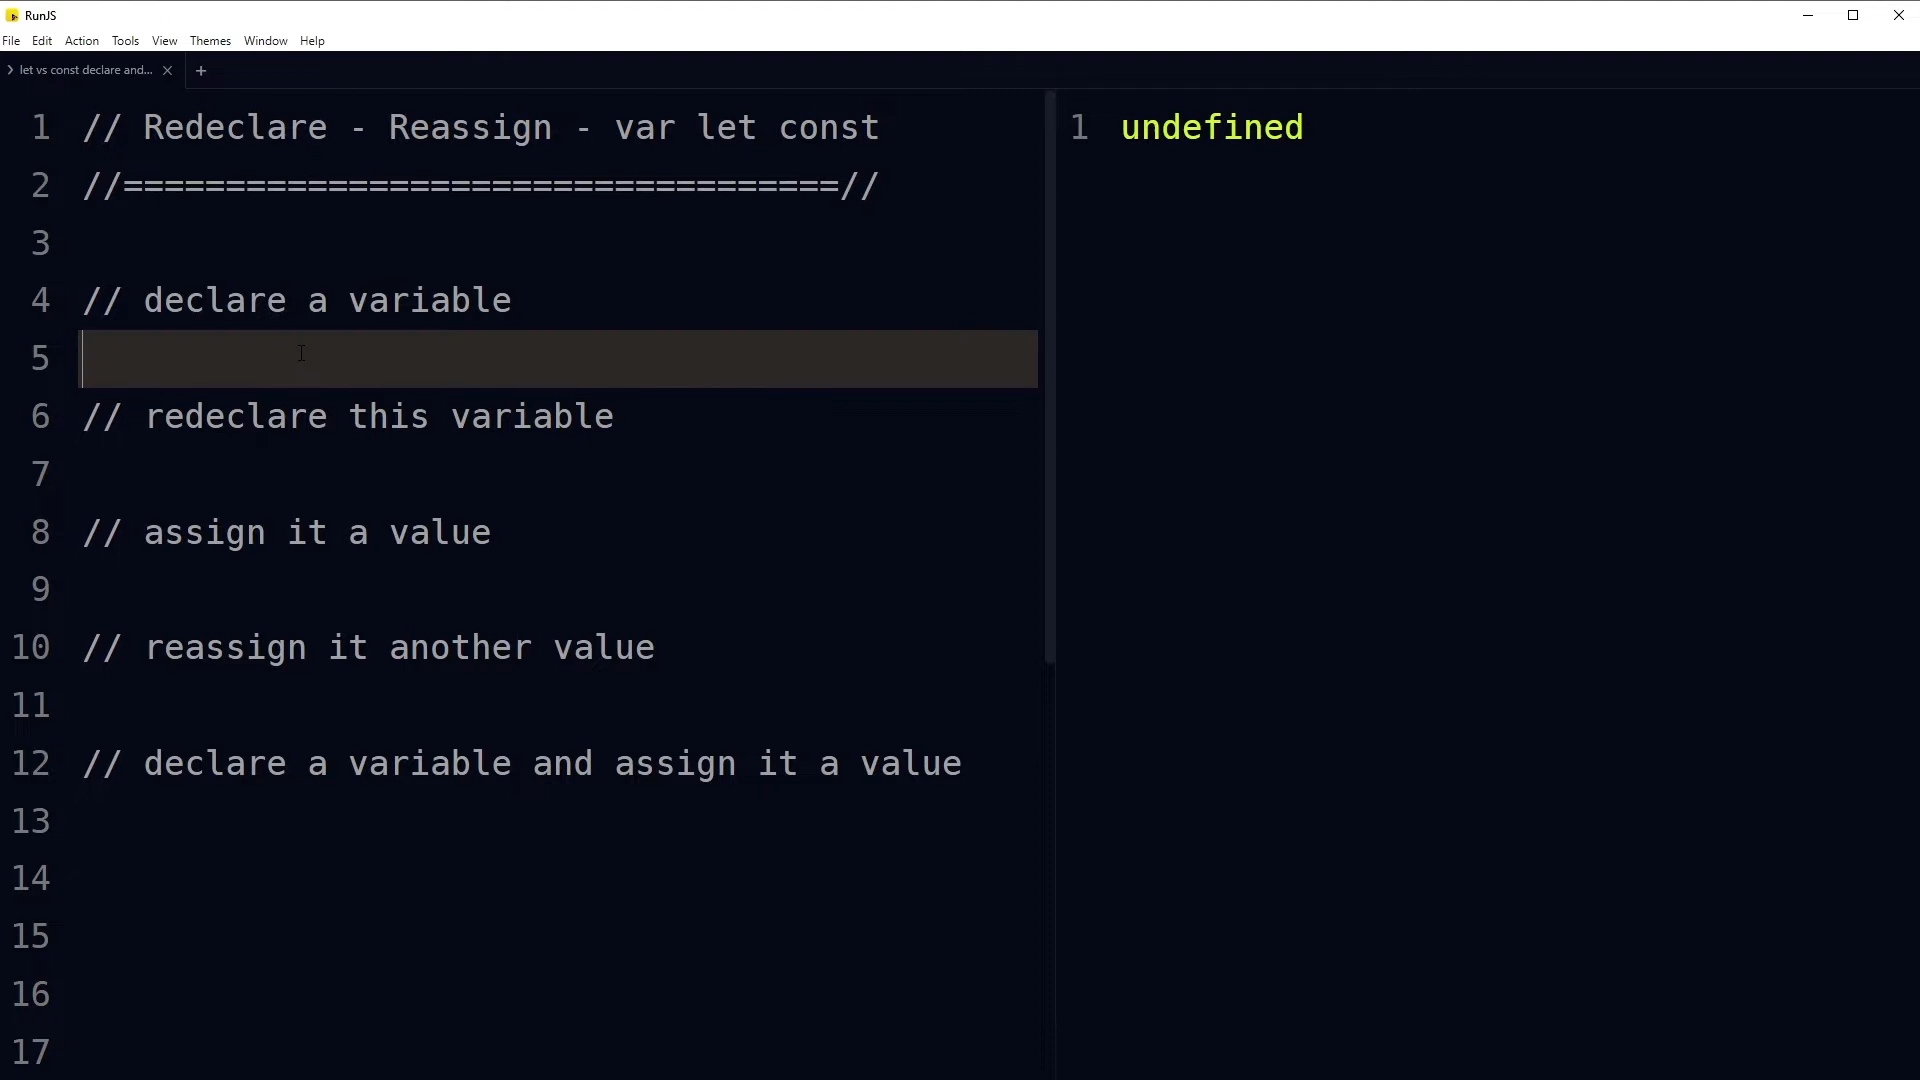 RunJS
File Edit Action Tools View Themes Window Help
let vs const declare and...
1 // Redeclare - Reassign - var let const
2 //===================================//
3
4 // declare a variable
5
6 // redeclare this variable
7
8 // assign it a value
9
10 // reassign it another value
11
12 // declare a variable and assign it a value
13
14
15
16
17
1 undefined